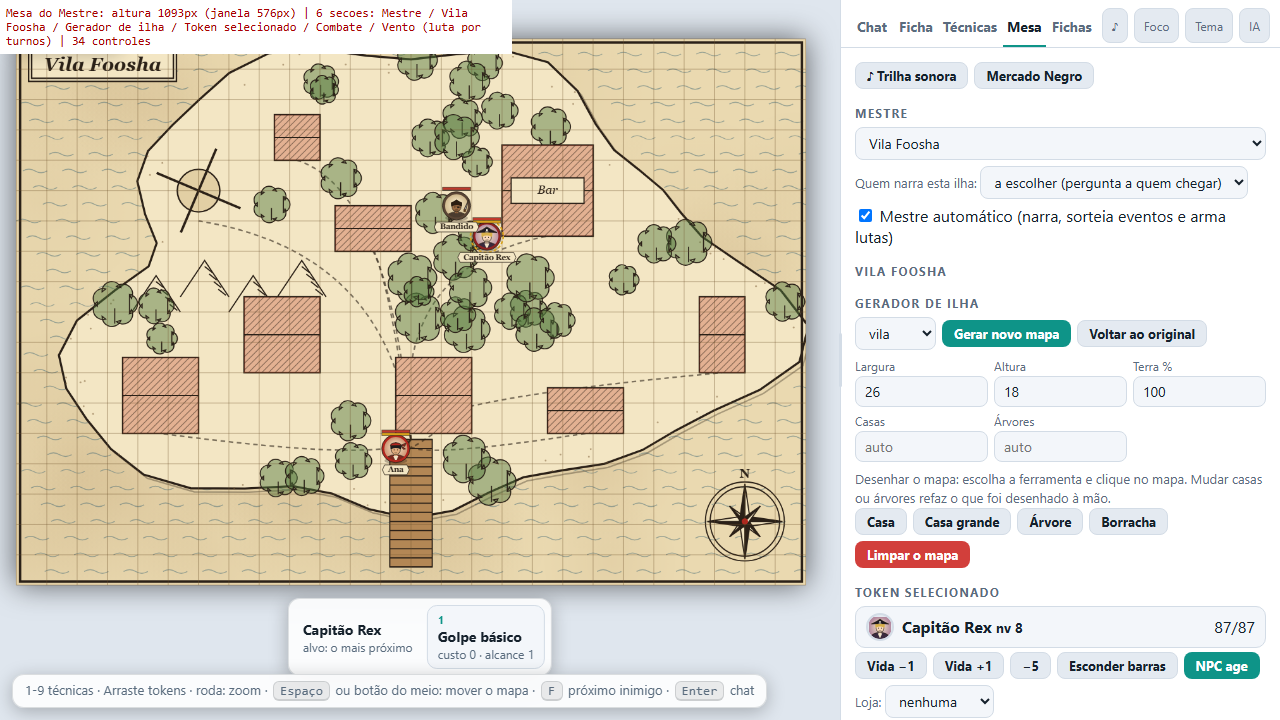 Mesa do Mestre: altura 1093px (janela 576px) | 6 secoes: Mestre / Vila
Foosha / Gerador de ilha / Token selecionado / Combate / Vento (luta por
turnos) | 34 controles
Vila Foosha
Bar
Bandido
Capitão Rex
Ana
N
Capitão Rex
alvo: o mais próximo
1
Golpe básico
custo 0 · alcance 1
1-9 técnicas · Arraste tokens · roda: zoom · Espaço ou botão do meio: mover o mapa · F próximo inimigo · Enter chat
Chat Ficha Técnicas Mesa Fichas ♪ Foco Tema IA
♪ Trilha sonora Mercado Negro
MESTRE
Vila Foosha
Quem narra esta ilha: a escolher (pergunta a quem chegar)
Mestre automático (narra, sorteia eventos e arma
lutas)
VILA FOOSHA
GERADOR DE ILHA
vila Gerar novo mapa Voltar ao original
Largura Altura Terra %
26 18 100
Casas Árvores
auto auto
Desenhar o mapa: escolha a ferramenta e clique no mapa. Mudar casas
ou árvores refaz o que foi desenhado à mão.
Casa Casa grande Árvore Borracha
Limpar o mapa
TOKEN SELECIONADO
Capitão Rex nv 8 87/87
Vida −1 Vida +1 −5 Esconder barras NPC age
Loja: nenhuma